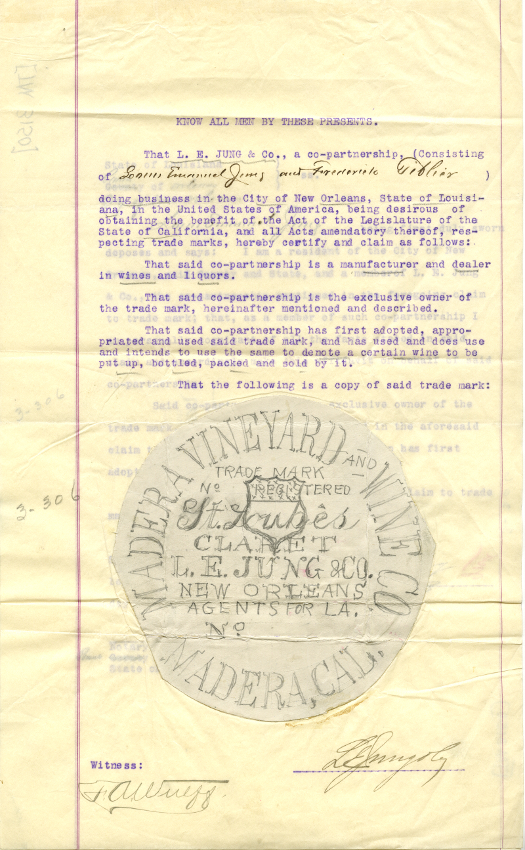 [TM 3150]
KNOW ALL MEN BY THESE PRESENTS.
That L. E. JUNG & Co., a co-partnership, (Consisting
of Louis Emanuel Jung and Frederick )
doing business in the City of New Orleans, State of Louisi-
ana, in the United States of America, being desirous of
obtaining the benefit of the Act of the Legislature of the
State of California, and all Acts amendatory thereof, res-
pecting trade marks, hereby certify and claim as follows:
That said co-partnership is a manufacturer and dealer
in wines and liquors.
That said co-partnership is the exclusive owner of
the trade mark, hereinafter mentioned and described.
That said co-partnership has first adopted, appro-
priated and used said trade mark, and has used and does use
and intends to use the same to denote a certain wine to be
put up, bottled, packed and sold by it.
That the following is a copy of said trade mark:
3-306
3-306
MADERA VINEYARD AND WINE CO
TRADE MARK
No REGISTERED
St. Loubès
CLARET
L. E. JUNG & CO.
NEW ORLEANS
AGENTS FOR LA.
No
MADERA, CAL.
Witness: